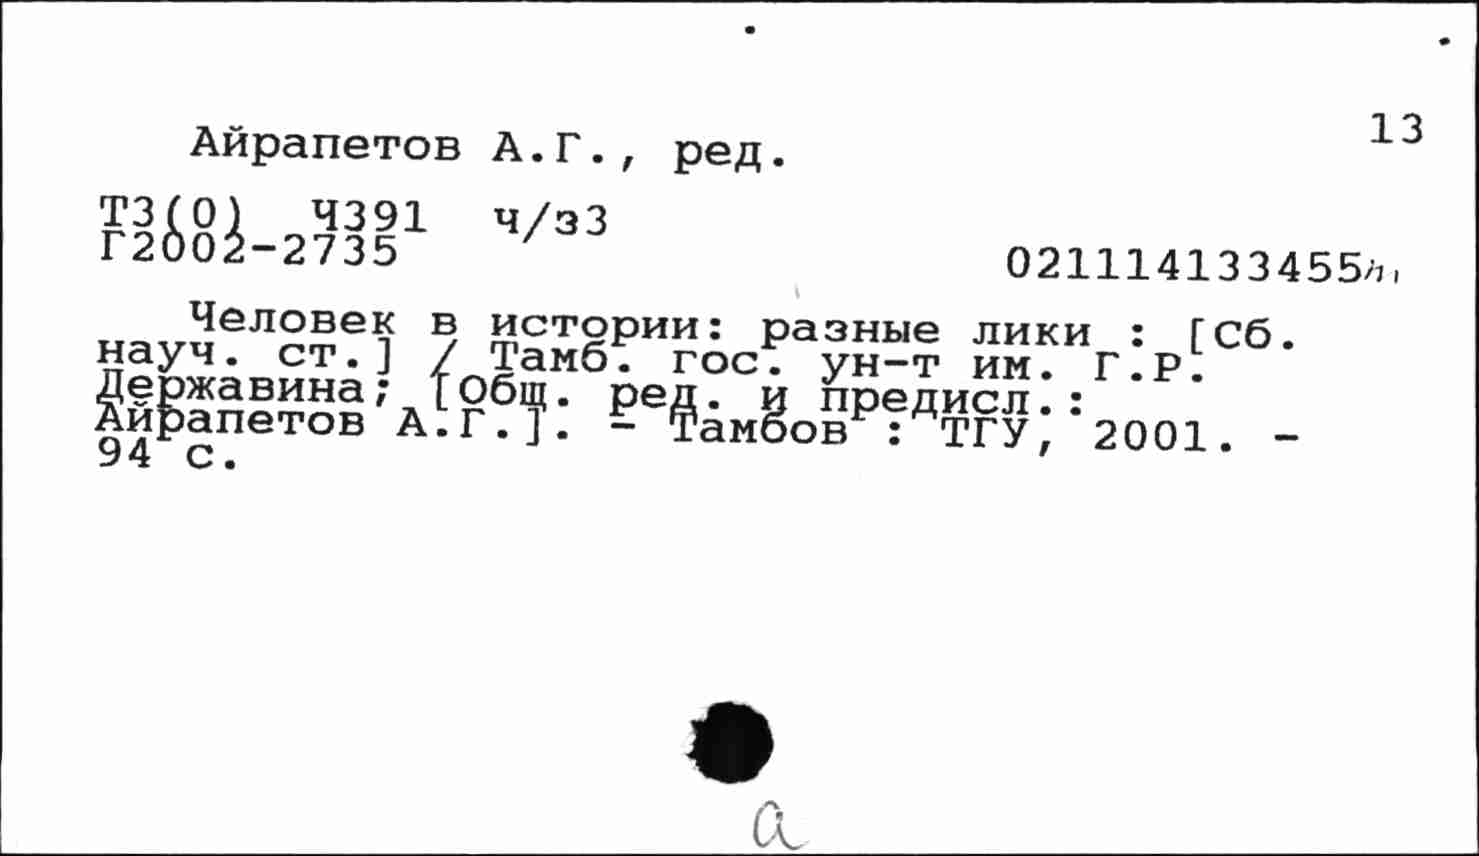 13
Айрапетов А.Г., ред.
Т3(0) Ч391 ч/з3
Г2002-2735
021114133455
Человек в истории: разные лики : [Сб.
науч. ст.] / Тамб. гос. ун-т им. Г.Р.
Державина; [Общ. ред. и предисл.:
Айрапетов А.Г.]. - Тамбов : ТГУ, 2001. -
94 с.
а